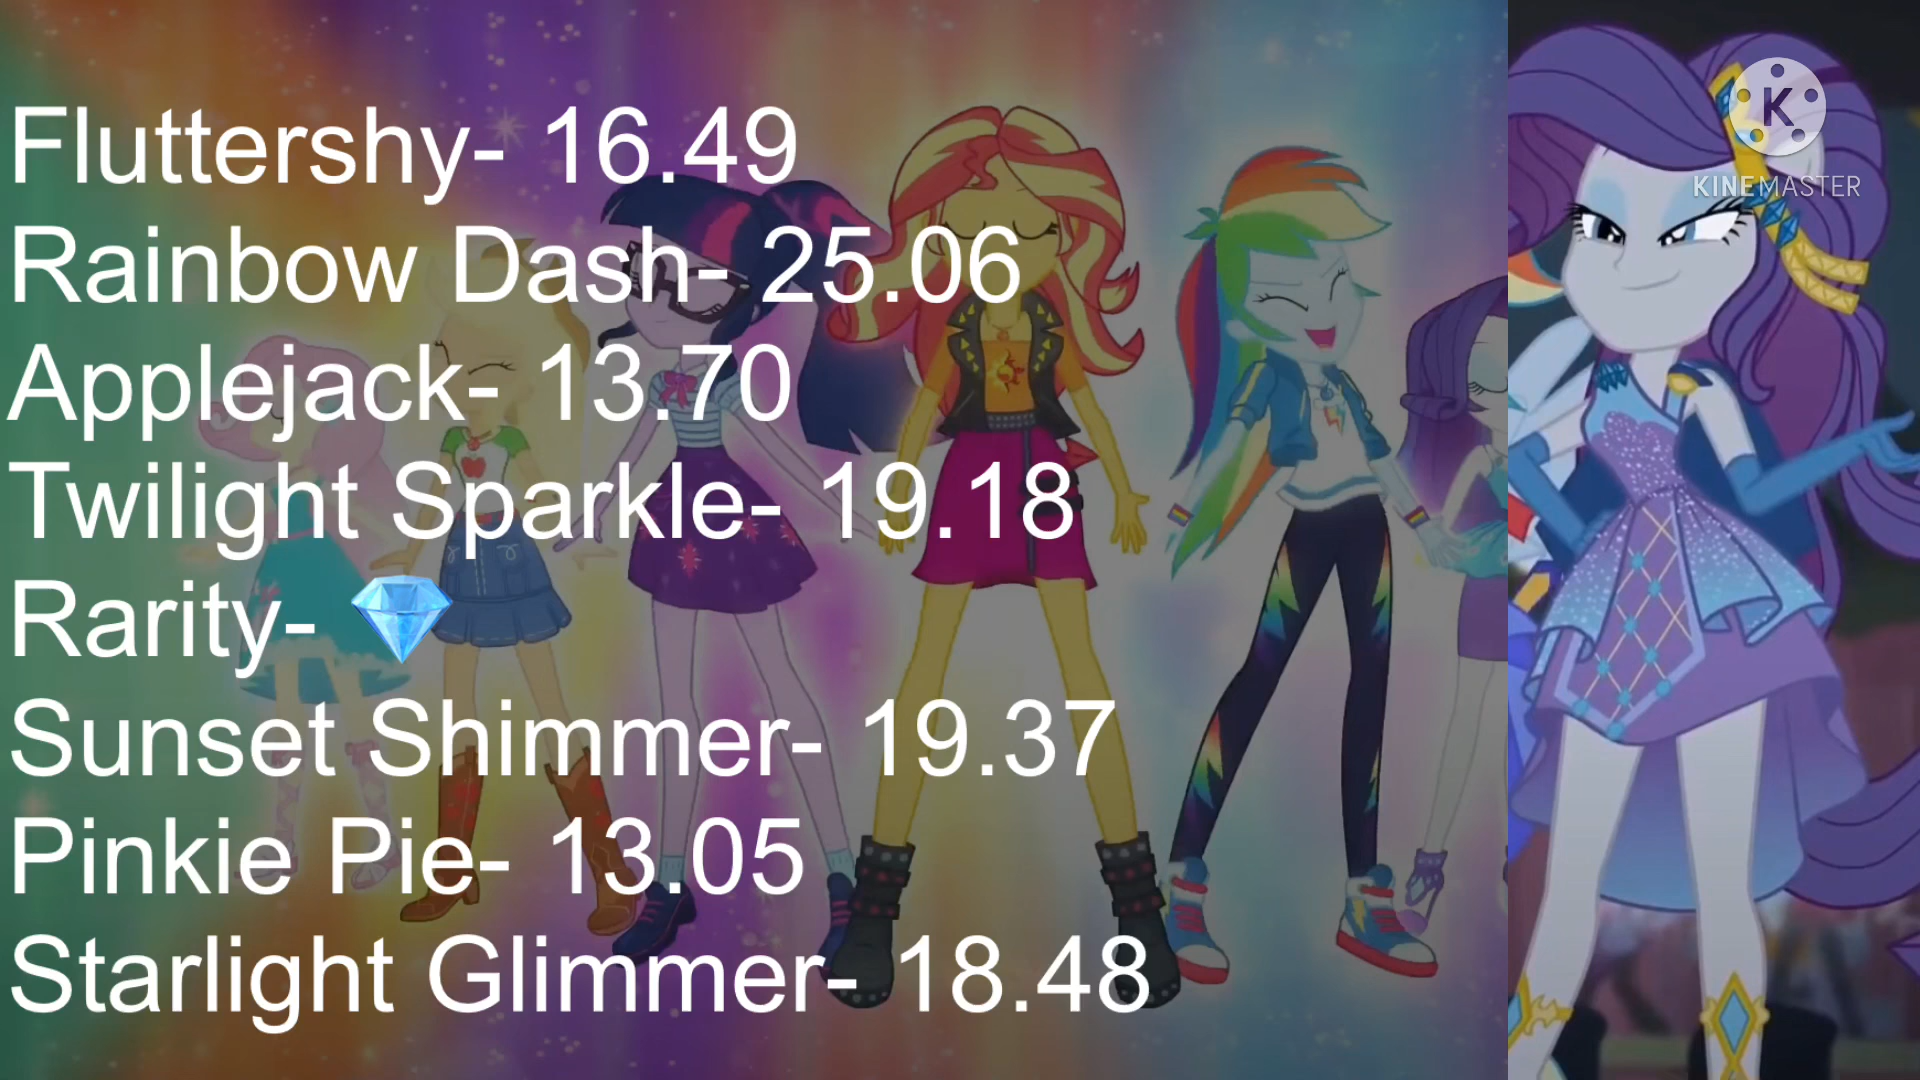 Fluttershy- 16.49
Rainbow Dash- 25.06
Applejack- 13.70
Twilight Sparkle- 19.18
Rarity- 💎
Sunset Shimmer- 19.37
Pinkie Pie- 13.05
Starlight Glimmer- 18.48
K
KINEMASTER